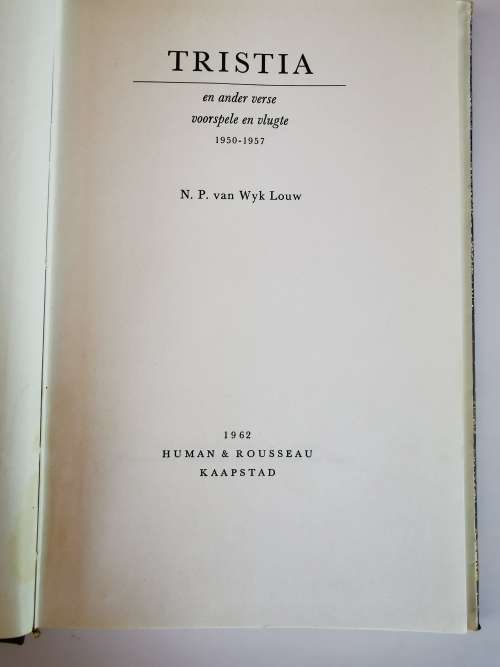 TRISTIA
en ander verse
voorspele en vlugte
1950-1957
N. P. van Wyk Louw
1962
HUMAN & ROUSSEAU
KAAPSTAD